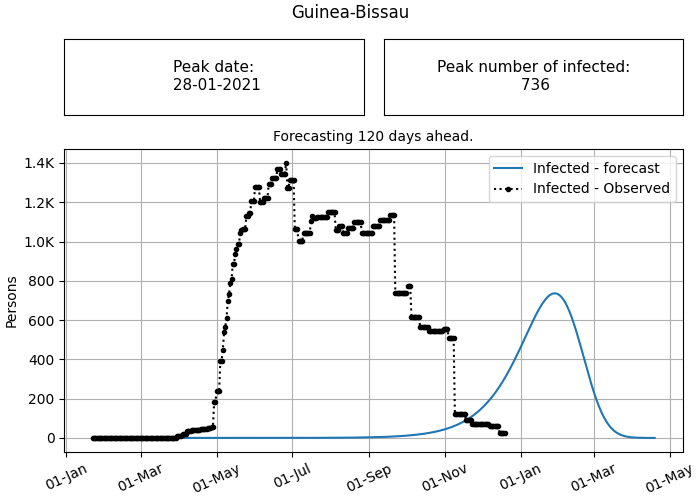 Guinea-Bissau
Peak date:
28-01-2021
Peak number of infected:
736
Forecasting 120 days ahead.
Infected - forecast
Infected - Observed
Persons
1.4K
1.2K
1.0K
800
600
400
200
0
01-Jan
01-Mar
01-May
01-Jul
01-Sep
01-Nov
01-Jan
01-Mar
01-May